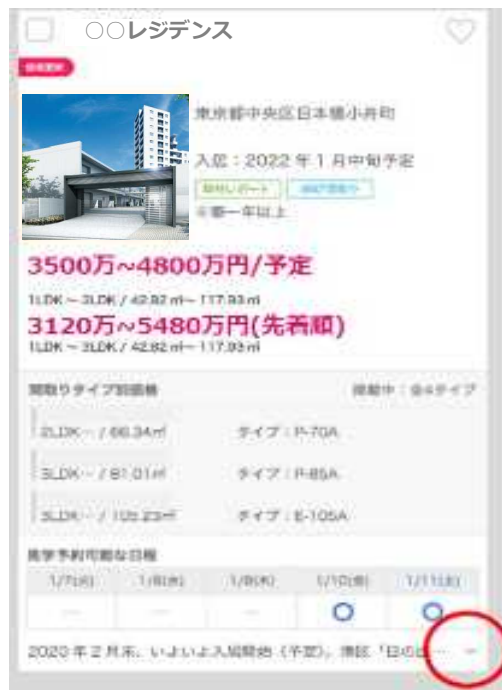 ○○レジデンス
東京都中央区日本橋小舟町
入居：2022年1月中旬予定
3500万~4800万円/予定
1LDK ~ 3LDK / 42.82㎡~ 117.93㎡
3120万~5480万円(先着順)
1LDK ~ 3LDK / 42.82㎡~ 117.93㎡
間取りタイプ別価格
掲載中：全4タイプ
2LDK… / 66.34㎡ タイプ：P-70A
3LDK… / 81.01㎡ タイプ：P-85A
3LDK… / 105.23㎡ タイプ：E-105A
見学予約可能な日程
1/7(火) 1/8(水) 1/9(木) 1/10(金) 1/11(土)
— — — ○ ○
2020年2月末、いよいよ入居開始（予定）。港区